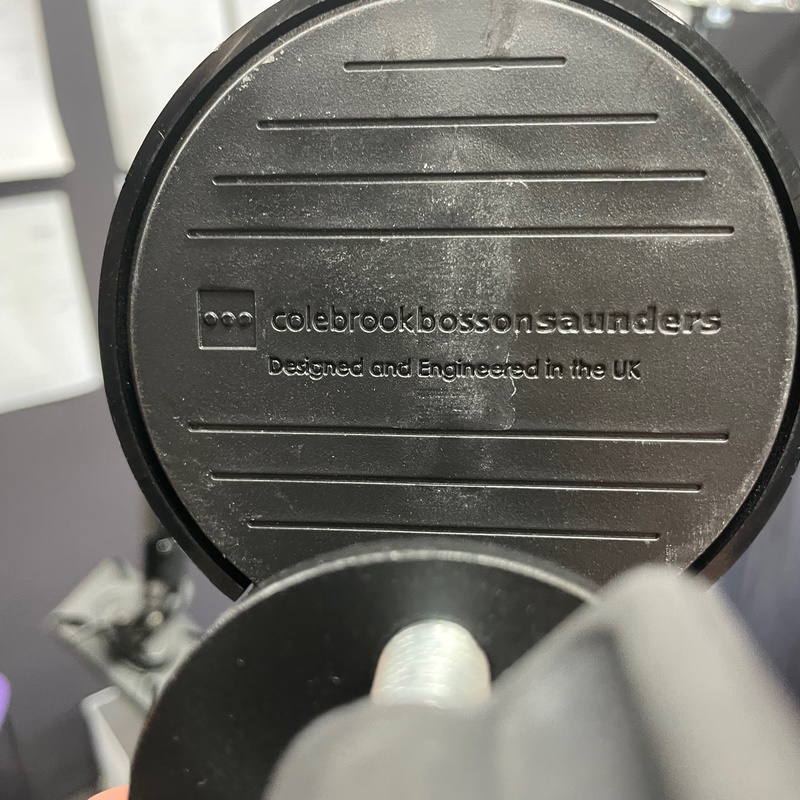 colebrookbossonsaunders
Designed and Engineered in the UK